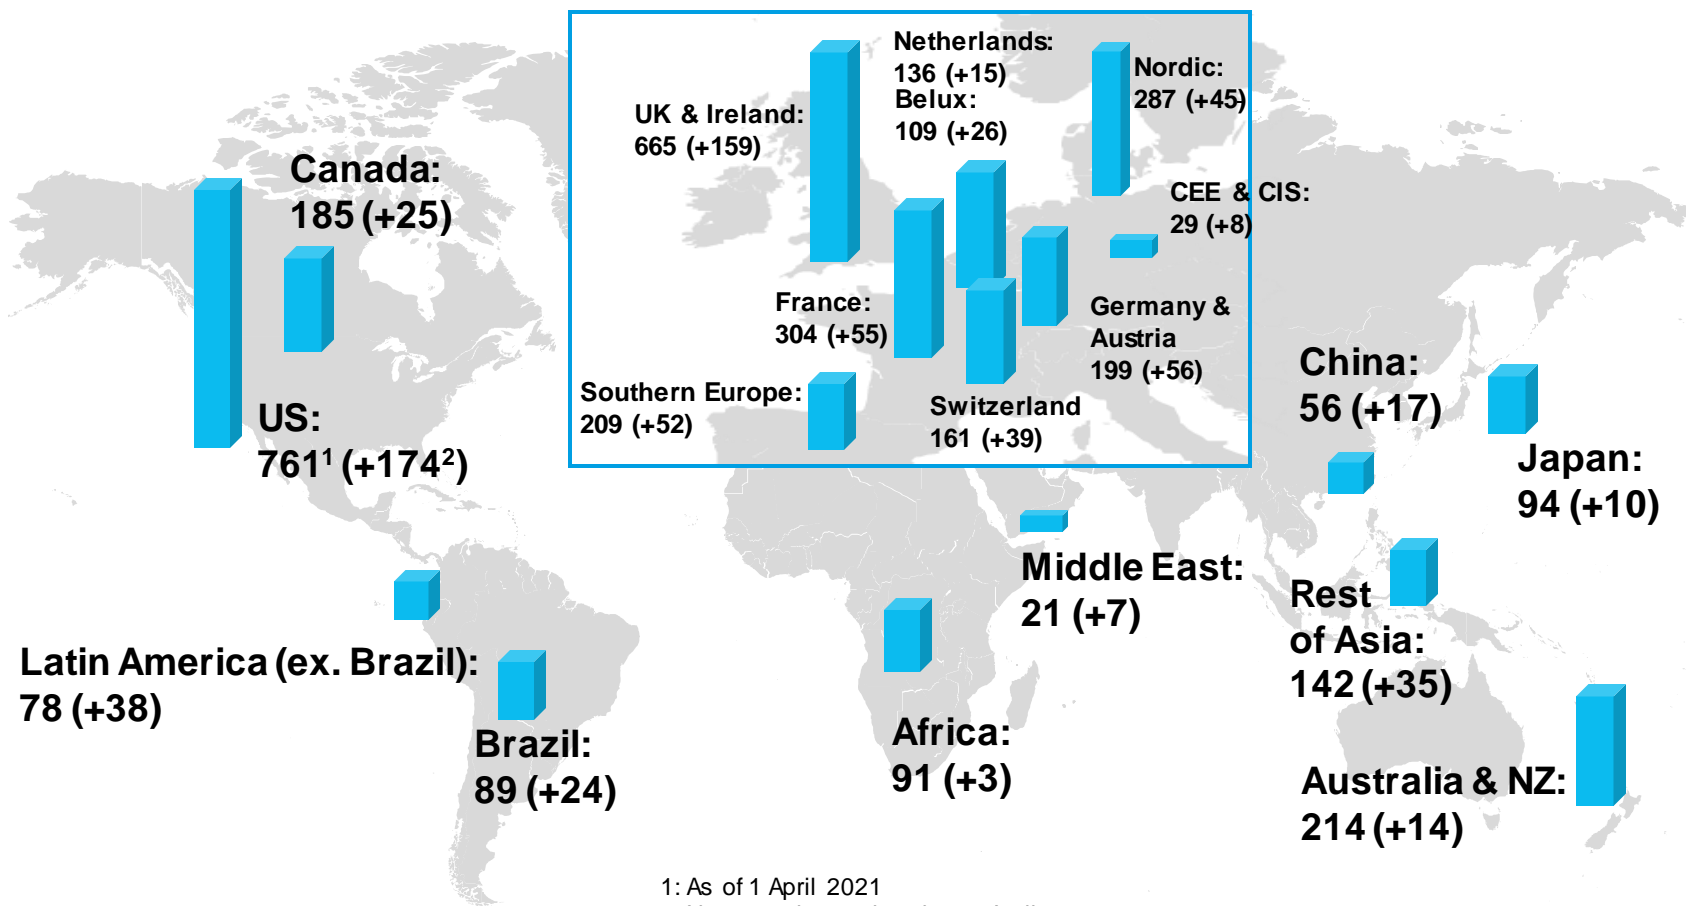 Netherlands:
136 (+15)
Belux:
109 (+26)
Nordic:
287 (+45)
UK & Ireland:
665 (+159)
CEE & CIS:
29 (+8)
Canada:
185 (+25)
France:
304 (+55)
Germany &
Austria
199 (+56)
Southern Europe:
209 (+52)
Switzerland
161 (+39)
US:
761¹ (+174²)
China:
56 (+17)
Japan:
94 (+10)
Middle East:
21 (+7)
Rest
of Asia:
142 (+35)
Latin America (ex. Brazil):
78 (+38)
Brazil:
89 (+24)
Africa:
91 (+3)
Australia & NZ:
214 (+14)
1: As of 1 April 2021